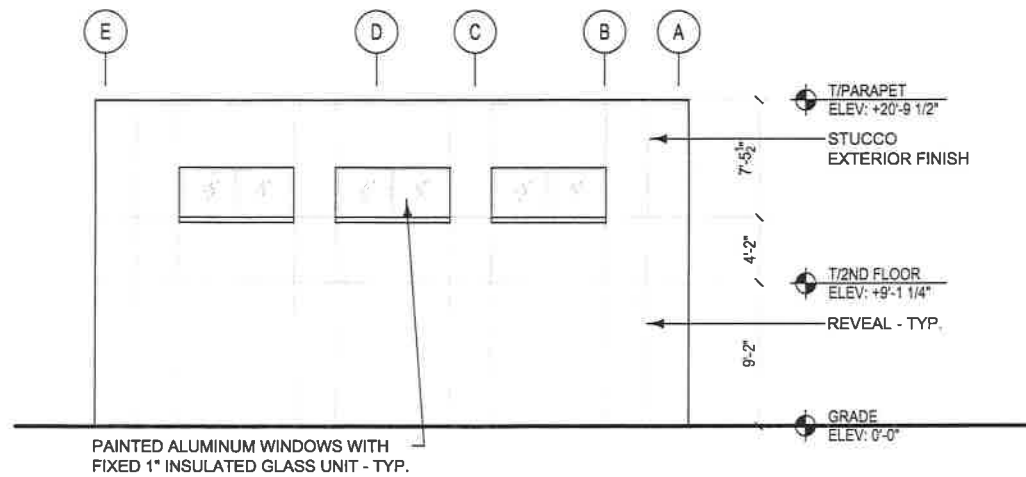 E D C B A
T/PARAPET
ELEV: +20'-9 1/2"
STUCCO
EXTERIOR FINISH
7'-5 1/2"
4'-2"
T/2ND FLOOR
ELEV: +9'-1 1/4"
REVEAL - TYP.
9'-2"
GRADE
ELEV: 0'-0"
PAINTED ALUMINUM WINDOWS WITH
FIXED 1" INSULATED GLASS UNIT - TYP.